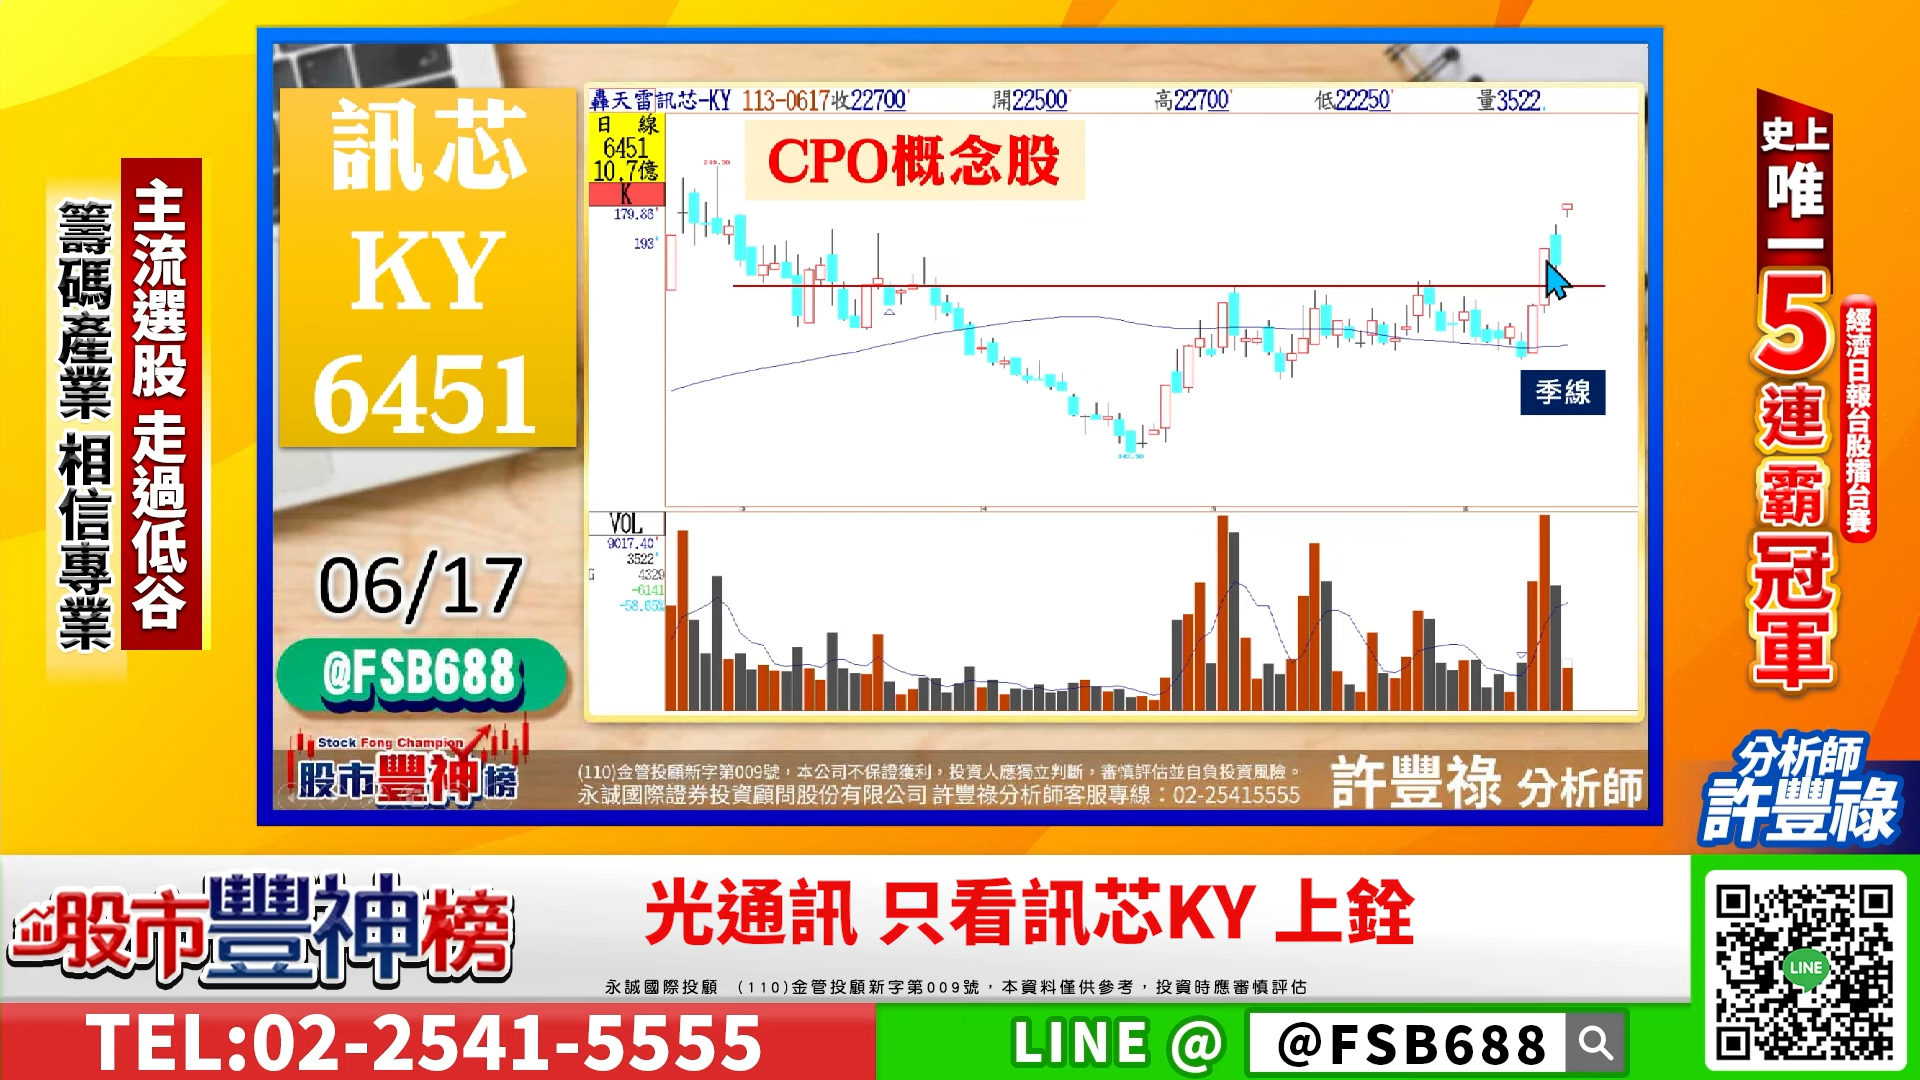 主流選股 走過低谷
籌碼產業 相信專業
訊芯
KY
6451
06/17
@FSB688
Stock Fong Champion
股市豐神榜
轟天雷訊芯-KY 113-0617收22700 開22500 高22700 低22250 量3522
日 線
6451
10.7億
K
179.88
193
CPO概念股
季線
VOL
9017.40
3522
4329
-6141
-58.65%
(110)金管投顧新字第009號，本公司不保證獲利，投資人應獨立判斷，審慎評估並自負投資風險。
永誠國際證券投資顧問股份有限公司 許豐祿分析師客服專線：02-25415555
許豐祿 分析師
史上唯一5連霸冠軍
經濟日報台股擂台賽
分析師
許豐祿
股市豐神榜
光通訊 只看訊芯KY 上銓
永誠國際投顧 (110)金管投顧新字第009號，本資料僅供參考，投資時應審慎評估
TEL:02-2541-5555
LINE @ @FSB688
LINE